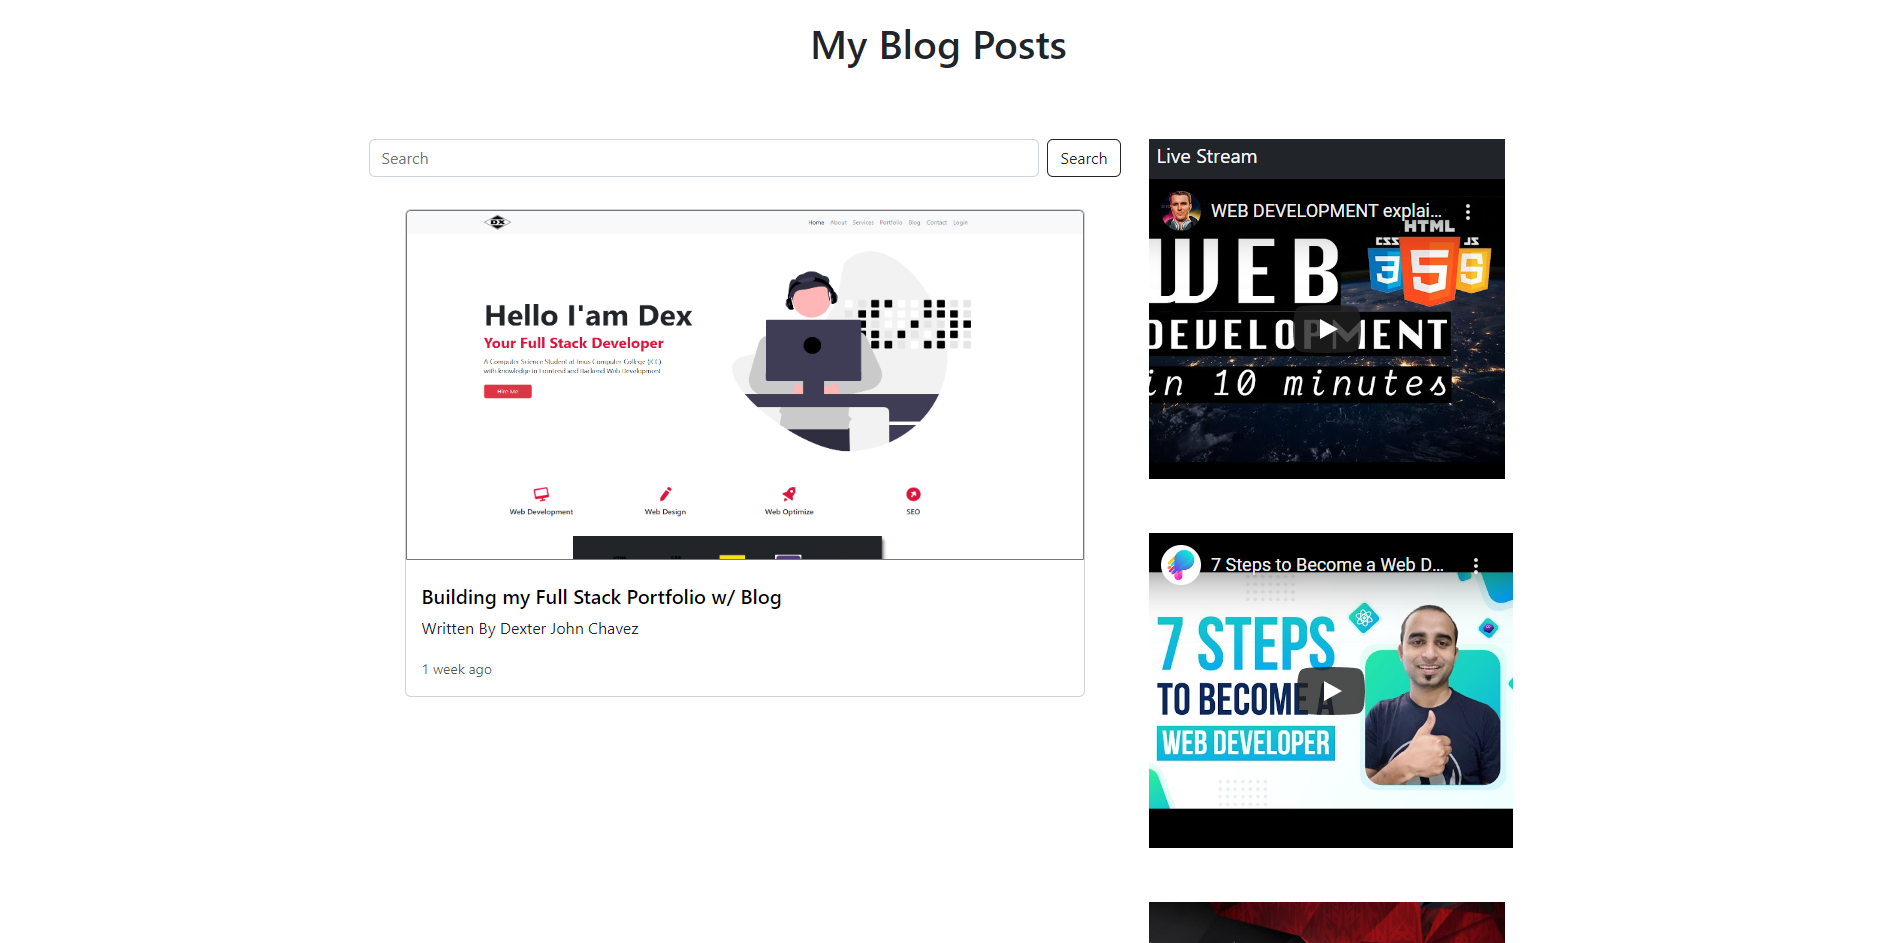 My Blog Posts
Search
Search
DX
Home About Services Portfolio Blog Contact Login
Hello I'am Dex
Your Full Stack Developer
A Computer Science Student at Imus Computer College (ICC)
with knowledge in Frontend and Backend Web Development
Hire Me
Web Development
Web Design
Web Optimize
SEO
Building my Full Stack Portfolio w/ Blog
Written By Dexter John Chavez
1 week ago
Live Stream
WEB DEVELOPMENT explai...
HTML
CSS
JS
3
5
WEB
DEVELOPMENT
in 10 minutes
7 Steps to Become a Web D...
7 STEPS
TO BECOME A
WEB DEVELOPER